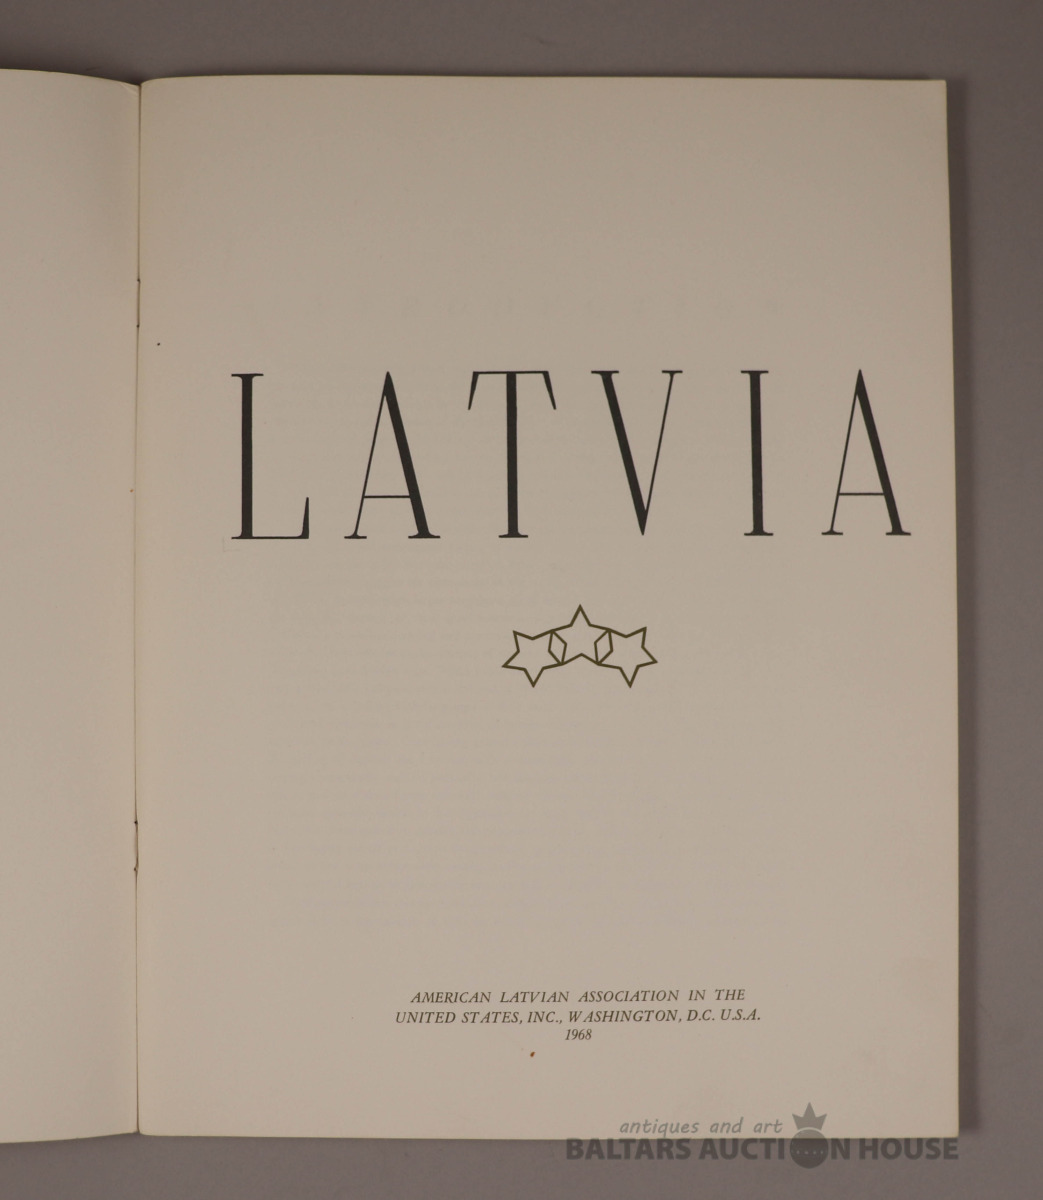 LATVIA
AMERICAN LATVIAN ASSOCIATION IN THE
UNITED STATES, INC., WASHINGTON, D.C. U.S.A.
1968
antiques and art
BALTARS AUCTION HOUSE